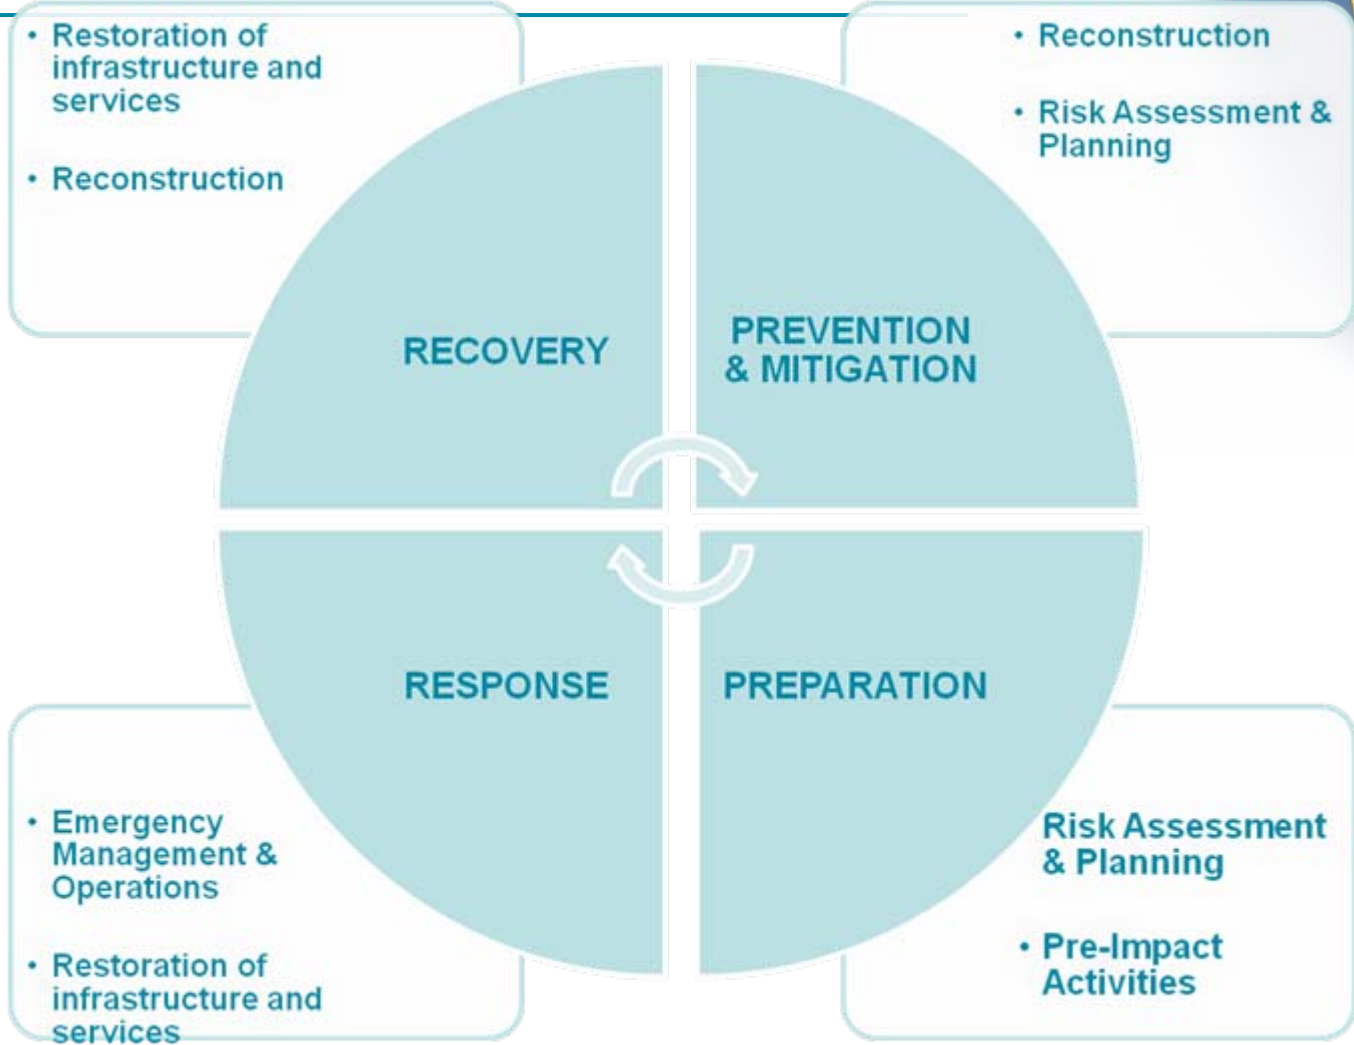 • Restoration of
infrastructure and
services
• Reconstruction
• Reconstruction
• Risk Assessment &
Planning
RECOVERY
PREVENTION
& MITIGATION
RESPONSE
PREPARATION
• Emergency
Management &
Operations
• Restoration of
infrastructure and
services
Risk Assessment
& Planning
• Pre-Impact
Activities